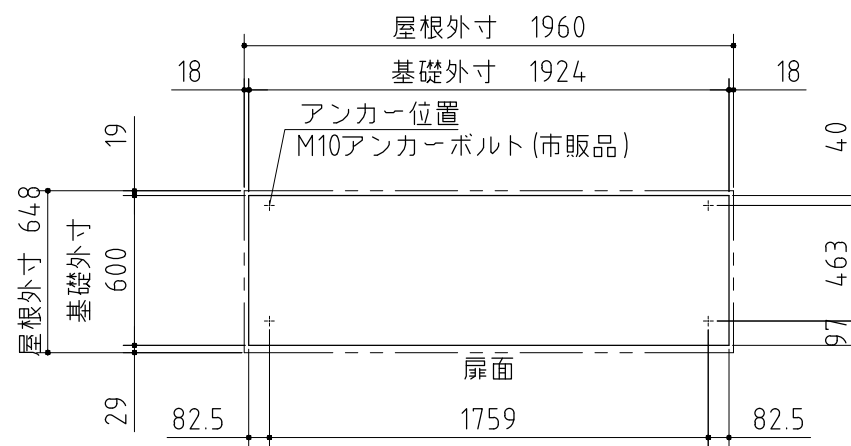 屋根外寸 1960
18
基礎外寸 1924
18
アンカー位置
M10アンカーボルト(市販品)
19
40
屋根外寸 648
基礎外寸
600
463
97
扉面
29
82.5
1759
82.5